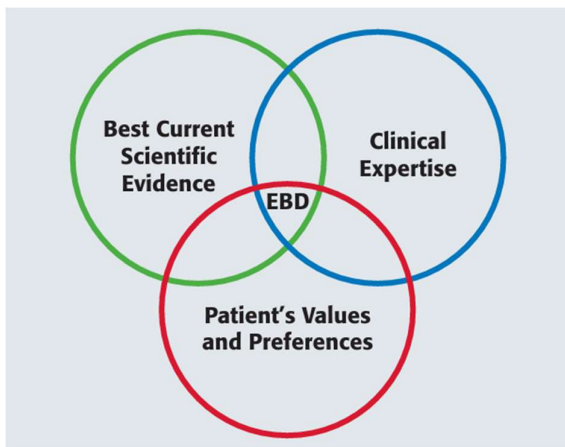 Best Current
Scientific
Evidence
Clinical
Expertise
EBD
Patient’s Values
and Preferences